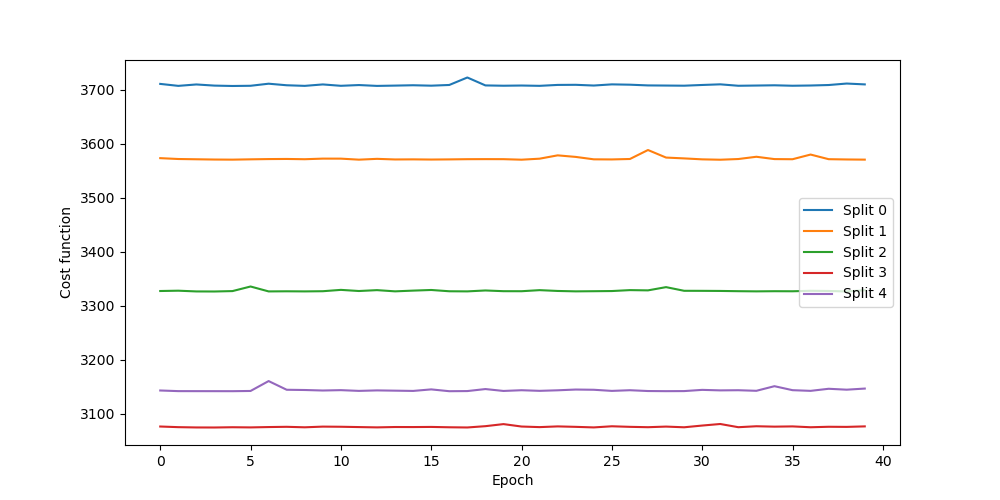 3700
3600
3500
3400
3300
3200
3100
Cost function
Split 0
Split 1
Split 2
Split 3
Split 4
0 5 10 15 20 25 30 35 40
Epoch